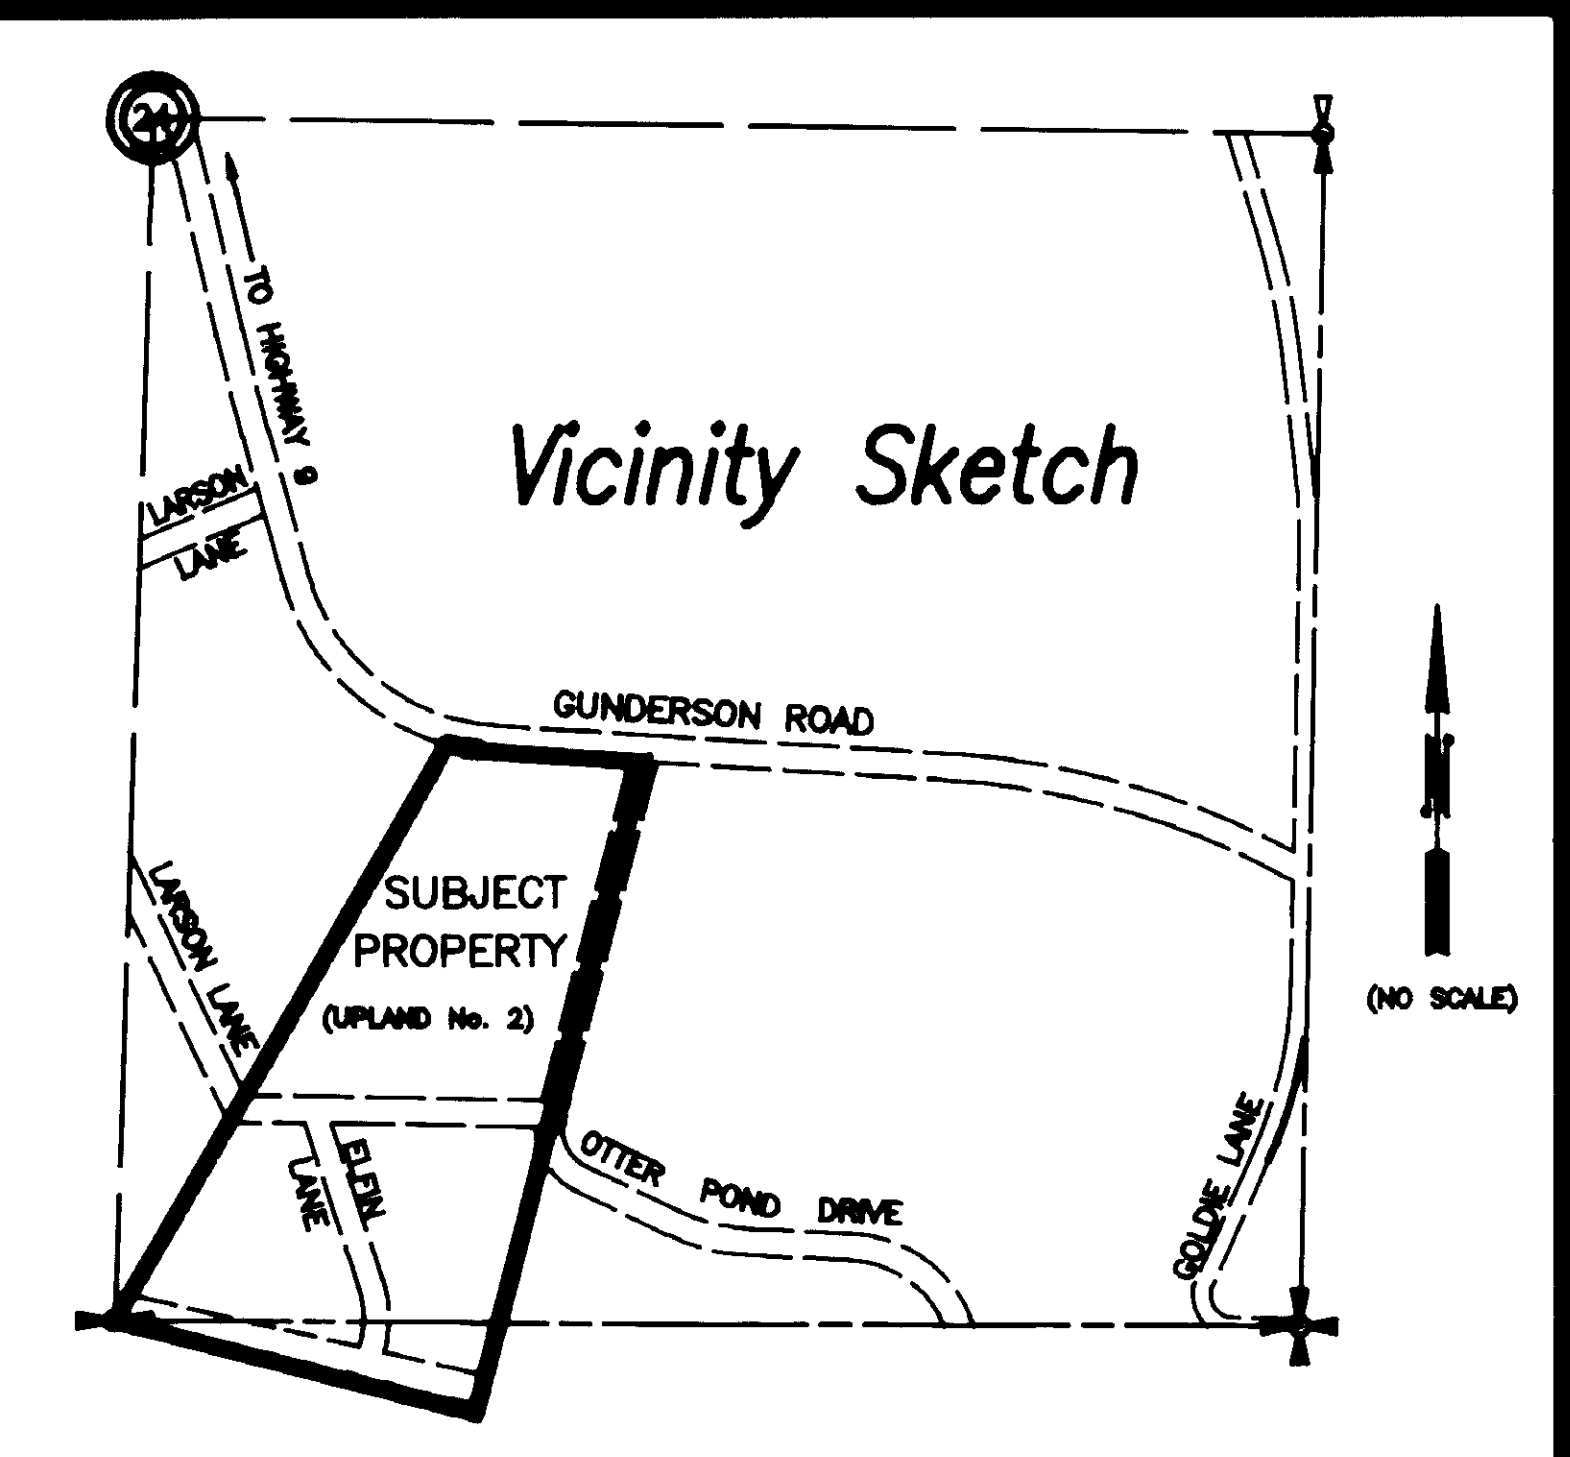 24
TO HIGHWAY 9
Vicinity Sketch
LARSON
LANE
GUNDERSON ROAD
N
SUBJECT
PROPERTY
(UPLAND No. 2)
LARSON LANE
(NO SCALE)
ELFIN
LANE
OTTER POND DRIVE
GOLDIE LANE